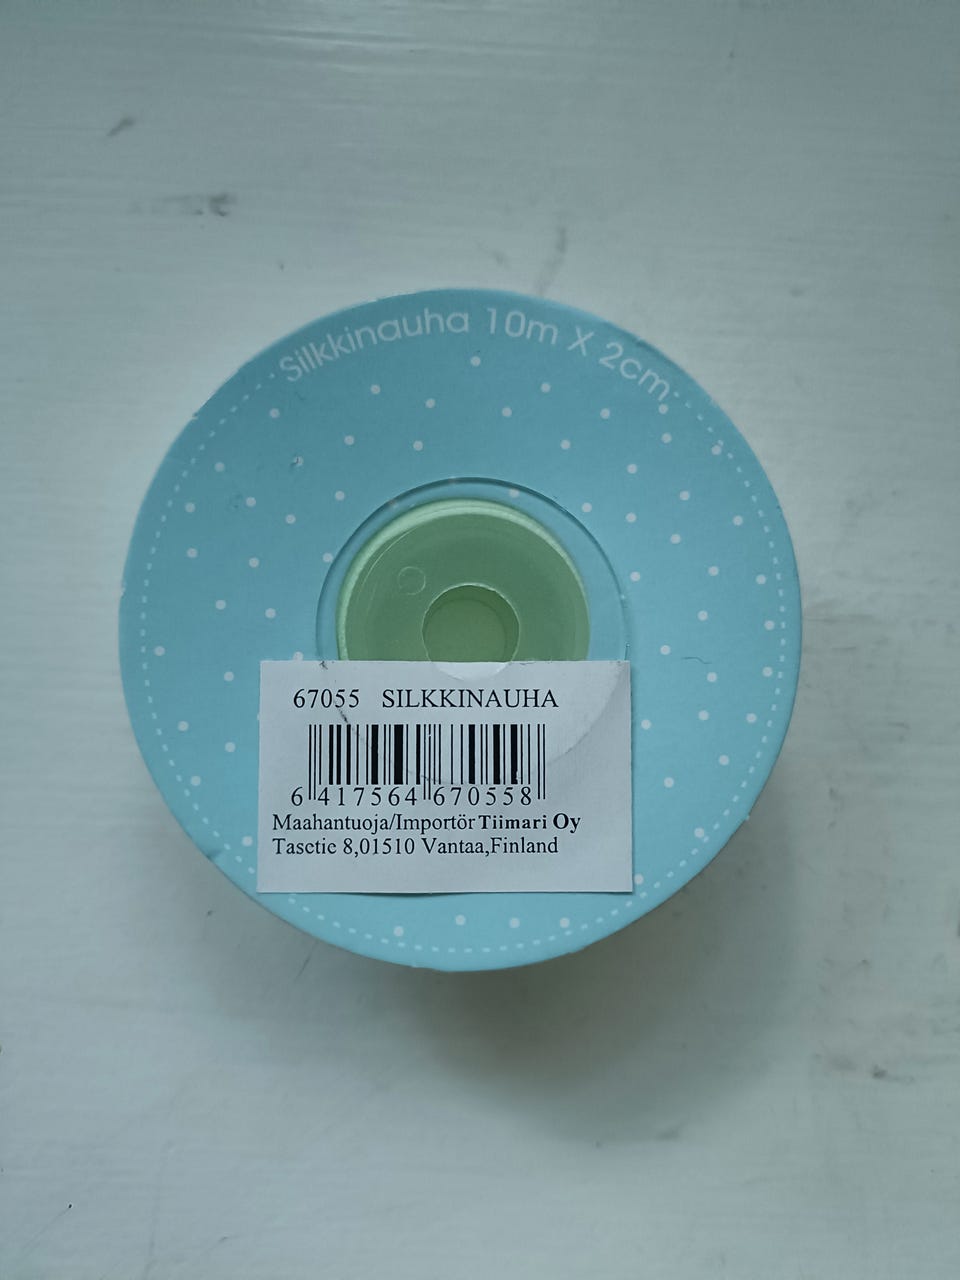 Silkkinauha 10m X 2cm
67055 SILKKINAUHA
6 417564 670558
Maahantuoja/Importör Tiimari Oy
Tasetie 8,01510 Vantaa,Finland